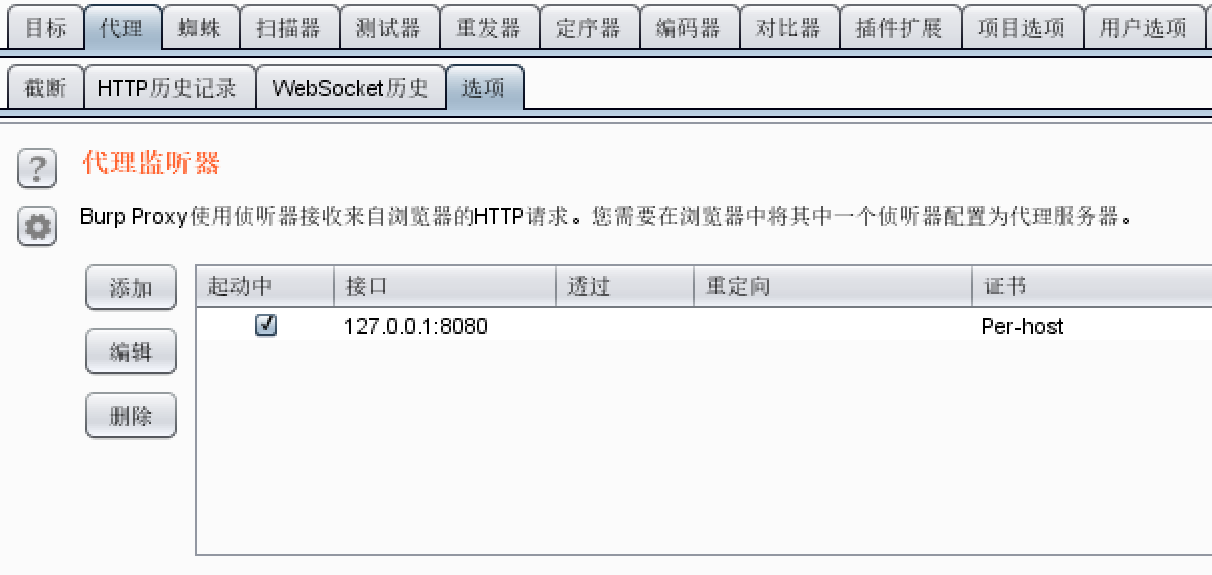 目标 代理 蜘蛛 扫描器 测试器 重发器 定序器 编码器 对比器 插件扩展 项目选项 用户选项
截断 HTTP历史记录 WebSocket历史 选项
? 代理监听器
Burp Proxy使用侦听器接收来自浏览器的HTTP请求。您需要在浏览器中将其中一个侦听器配置为代理服务器。
添加 起动中 接口 透过 重定向 证书
127.0.0.1:8080 Per-host
编辑
删除